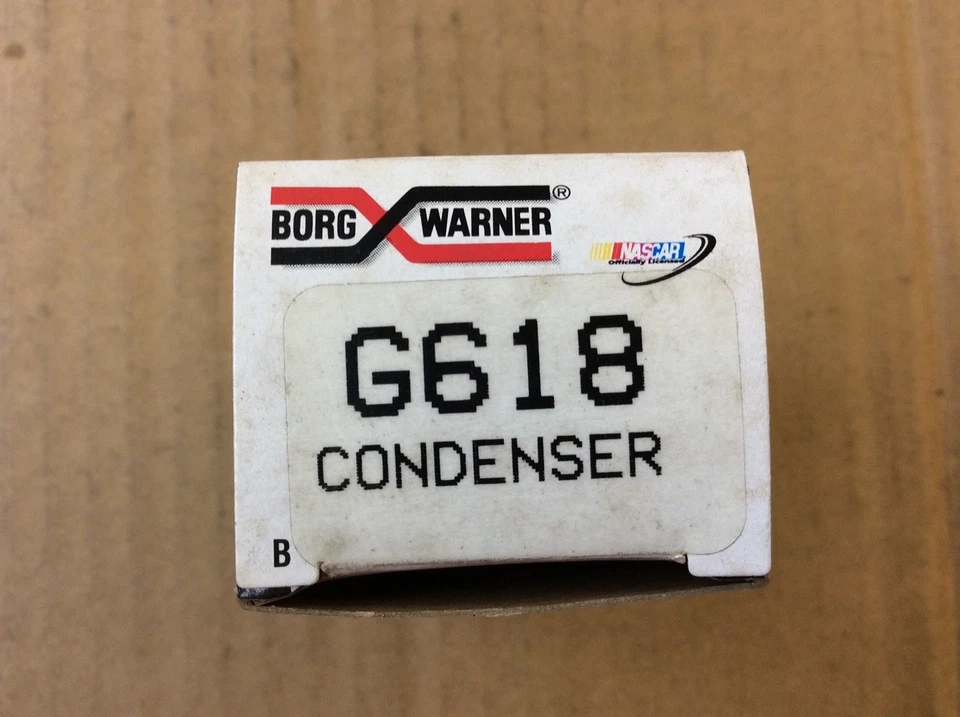 BORG WARNER®
NASCAR
Officially Licensed
G618
CONDENSER
B